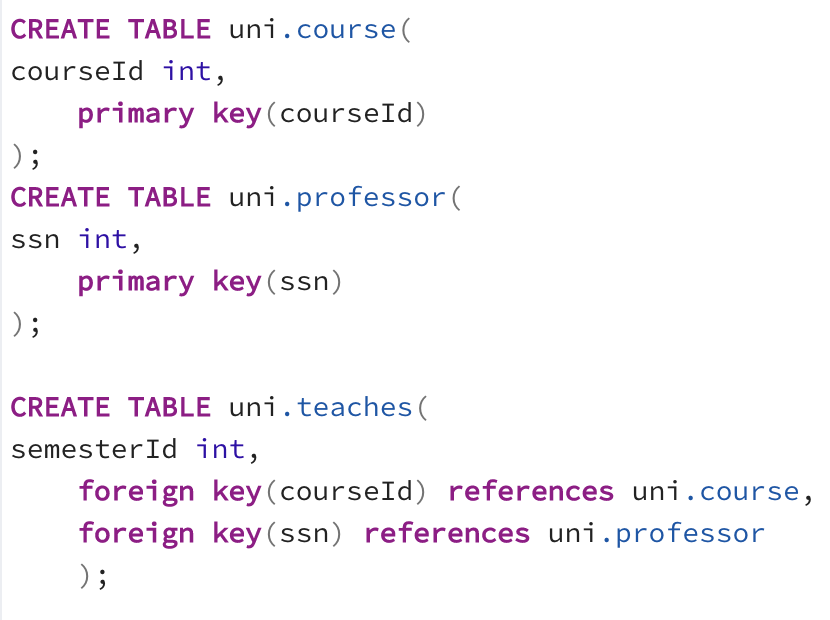 CREATE TABLE uni.course(
courseId int,
    primary key(courseId)
);
CREATE TABLE uni.professor(
ssn int,
    primary key(ssn)
);

CREATE TABLE uni.teaches(
semesterId int,
    foreign key(courseId) references uni.course,
    foreign key(ssn) references uni.professor
    );